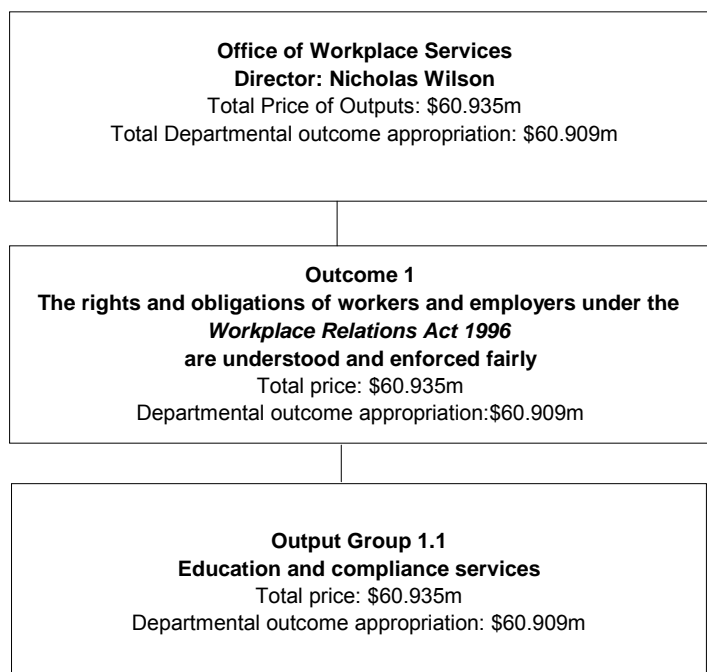 Office of Workplace Services
Director: Nicholas Wilson
Total Price of Outputs: $60.935m
Total Departmental outcome appropriation: $60.909m
Outcome 1
The rights and obligations of workers and employers under the
Workplace Relations Act 1996
are understood and enforced fairly
Total price: $60.935m
Departmental outcome appropriation:$60.909m
Output Group 1.1
Education and compliance services
Total price: $60.935m
Departmental outcome appropriation: $60.909m